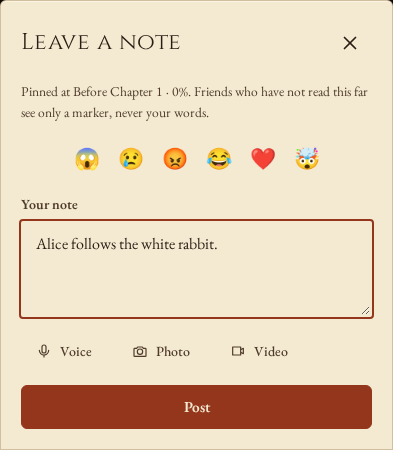 Leave a note
Pinned at Before Chapter 1 · 0%. Friends who have not read this far
see only a marker, never your words.
😱 😢 😡 😂 ❤️ 🤯
Your note
Alice follows the white rabbit.
Voice Photo Video
Post